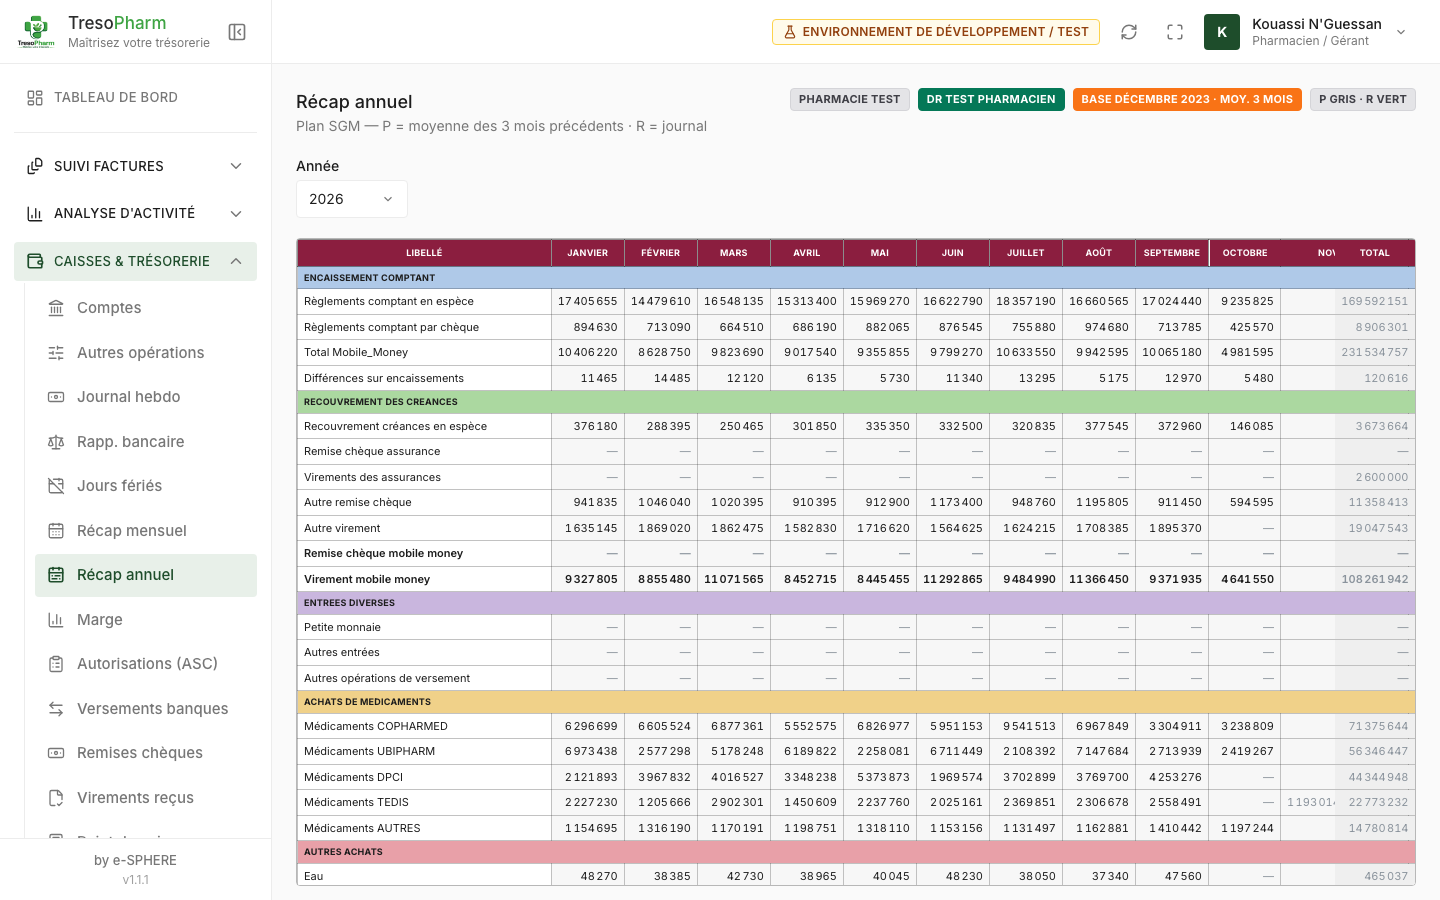 TresoPharm
Maîtrisez votre trésorerie
TresoPharm
ENVIRONNEMENT DE DÉVELOPPEMENT / TEST
K
Kouassi N'Guessan
Pharmacien / Gérant
TABLEAU DE BORD
SUIVI FACTURES
ANALYSE D'ACTIVITÉ
CAISSES & TRÉSORERIE
Comptes
Autres opérations
Journal hebdo
Rapp. bancaire
Jours fériés
Récap mensuel
Récap annuel
Marge
Autorisations (ASC)
Versements banques
Remises chèques
Virements reçus
by e-SPHERE
v1.1.1
Récap annuel
Plan SGM — P = moyenne des 3 mois précédents · R = journal
PHARMACIE TEST
DR TEST PHARMACIEN
BASE DÉCEMBRE 2023 · MOY. 3 MOIS
P GRIS · R VERT
Année
2026
LIBELLÉ JANVIER FÉVRIER MARS AVRIL MAI JUIN JUILLET AOÛT SEPTEMBRE OCTOBRE NOV TOTAL
ENCAISSEMENT COMPTANT
Règlements comptant en espèce 17 405 655 14 479 610 16 548 135 15 313 400 15 969 270 16 622 790 18 357 190 16 660 565 17 024 440 9 235 825 169 592 151
Règlements comptant par chèque 894 630 713 090 664 510 686 190 882 065 876 545 755 880 974 680 713 785 425 570 8 906 301
Total Mobile_Money 10 406 220 8 628 750 9 823 690 9 017 540 9 355 855 9 799 270 10 633 550 9 942 595 10 065 180 4 981 595 231 534 757
Différences sur encaissements 11 465 14 485 12 120 6 135 5 730 11 340 13 295 5 175 12 970 5 480 120 616
RECOUVREMENT DES CREANCES
Recouvrement créances en espèce 376 180 288 395 250 465 301 850 335 350 332 500 320 835 377 545 372 960 146 085 3 673 664
Remise chèque assurance — — — — — — — — — — —
Virements des assurances — — — — — — — — — — 2 600 000
Autre remise chèque 941 835 1 046 040 1 020 395 910 395 912 900 1 173 400 948 760 1 195 805 911 450 594 595 11 358 413
Autre virement 1 635 145 1 869 020 1 862 475 1 582 830 1 716 620 1 564 625 1 624 215 1 708 385 1 895 370 — 19 047 543
Remise chèque mobile money — — — — — — — — — — —
Virement mobile money 9 327 805 8 855 480 11 071 565 8 452 715 8 445 455 11 292 865 9 484 990 11 366 450 9 371 935 4 641 550 108 261 942
ENTREES DIVERSES
Petite monnaie — — — — — — — — — — —
Autres entrées — — — — — — — — — — —
Autres opérations de versement — — — — — — — — — — —
ACHATS DE MEDICAMENTS
Médicaments COPHARMED 6 296 699 6 605 524 6 877 361 5 552 575 6 826 977 5 951 153 9 541 513 6 967 849 3 304 911 3 238 809 71 375 644
Médicaments UBIPHARM 6 973 438 2 577 298 5 178 248 6 189 822 2 258 081 6 711 449 2 108 392 7 147 684 2 713 939 2 419 267 56 346 447
Médicaments DPCI 2 121 893 3 967 832 4 016 527 3 348 238 5 373 873 1 969 574 3 702 899 3 769 700 4 253 276 — 44 344 948
Médicaments TEDIS 2 227 230 1 205 666 2 902 301 1 450 609 2 237 760 2 025 161 2 369 851 2 306 678 2 558 491 — 1 193 014 22 773 232
Médicaments AUTRES 1 154 695 1 316 190 1 170 191 1 198 751 1 318 110 1 153 156 1 131 497 1 162 881 1 410 442 1 197 244 14 780 814
AUTRES ACHATS
Eau 48 270 38 385 42 730 38 965 40 045 48 230 38 050 37 340 47 560 — 465 037